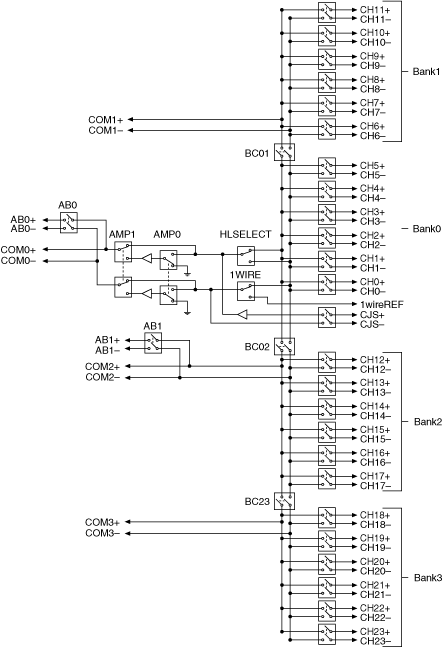 CH11+
CH11–
CH10+
CH10–
CH9+
CH9–
Bank1
CH8+
CH8–
CH7+
CH7–
COM1+
CH6+
COM1–
CH6–
BC01
CH5+
CH5–
CH4+
CH4–
AB0
CH3+
AB0+
CH3–
AB0–
Bank0
AMP1
AMP0
HLSELECT
CH2+
CH2–
COM0+
COM0–
CH1+
CH1–
1WIRE
CH0+
CH0–
1wireREF
CJS+
CJS–
AB1
AB1+
AB1–
BC02
CH12+
COM2+
CH12–
COM2–
CH13+
CH13–
CH14+
CH14–
Bank2
CH15+
CH15–
CH16+
CH16–
CH17+
CH17–
BC23
CH18+
COM3+
CH18–
COM3–
CH19+
CH19–
CH20+
CH20–
Bank3
CH21+
CH21–
CH22+
CH22–
CH23+
CH23–